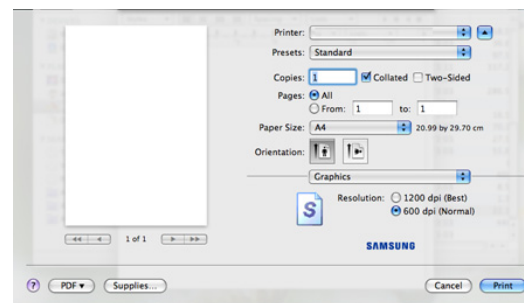 Printer:
Presets: Standard
Copies: 1 Collated Two-Sided
Pages: All
From: 1 to: 1
Paper Size: A4 20.99 by 29.70 cm
Orientation:
Graphics
Resolution: 1200 dpi (Best)
600 dpi (Normal)
S
SAMSUNG
1 of 1
? PDF Supplies... Cancel Print